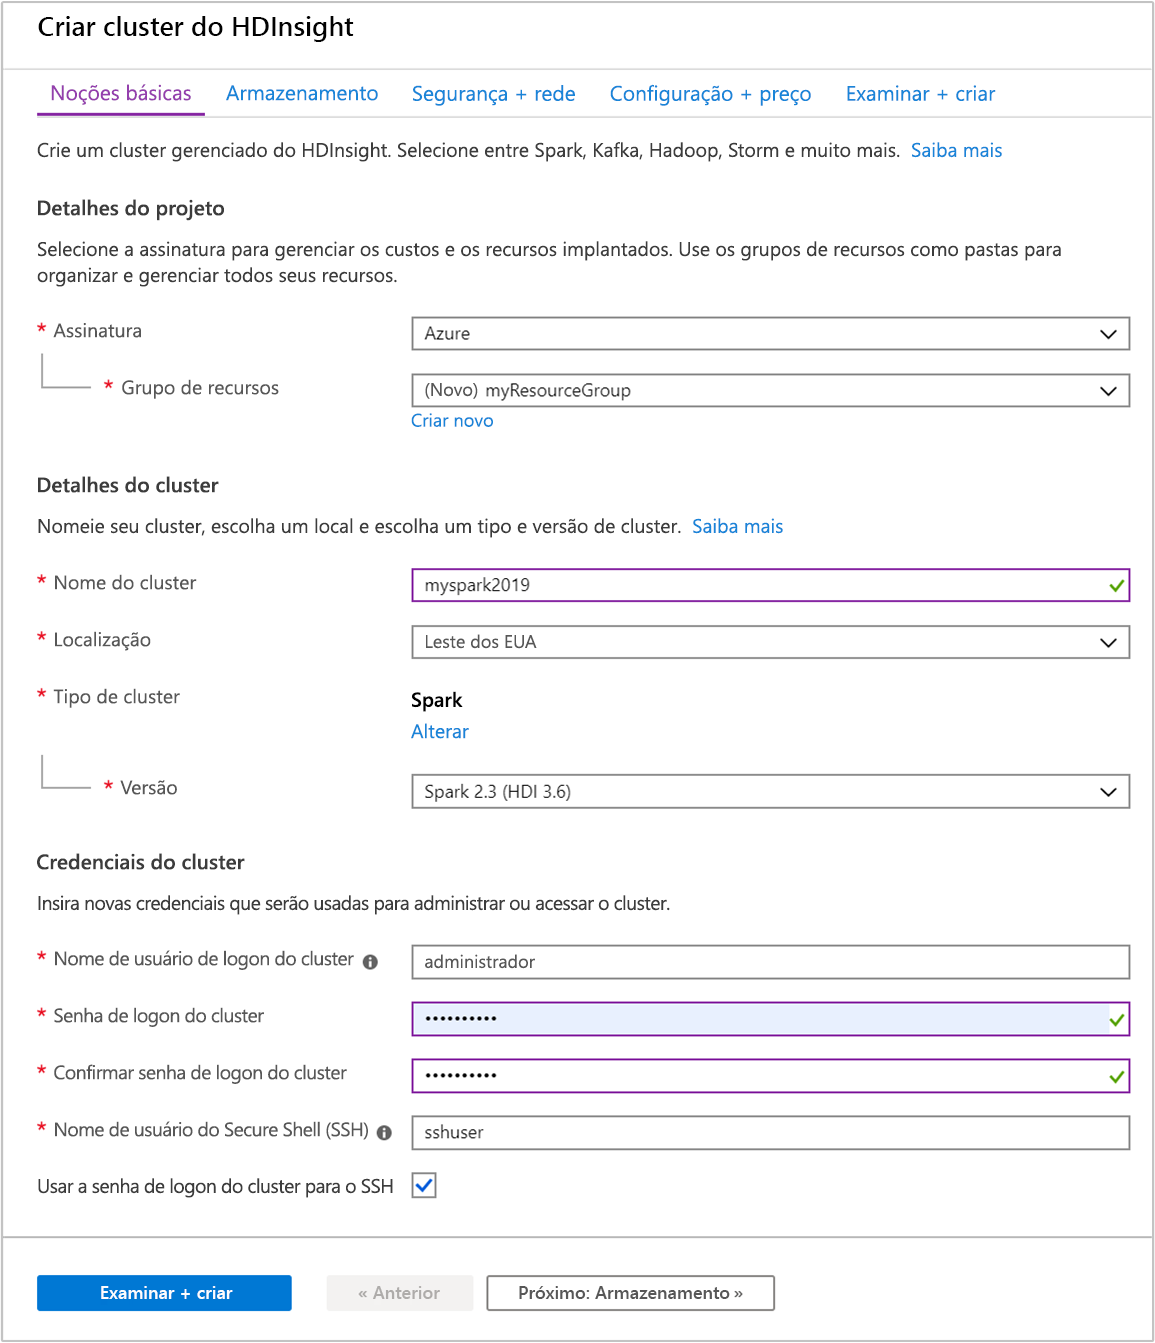 Criar cluster do HDInsight
Noções básicas Armazenamento Segurança + rede Configuração + preço Examinar + criar
Crie um cluster gerenciado do HDInsight. Selecione entre Spark, Kafka, Hadoop, Storm e muito mais. Saiba mais
Detalhes do projeto
Selecione a assinatura para gerenciar os custos e os recursos implantados. Use os grupos de recursos como pastas para
organizar e gerenciar todos seus recursos.
* Assinatura Azure
* Grupo de recursos (Novo) myResourceGroup
Criar novo
Detalhes do cluster
Nomeie seu cluster, escolha um local e escolha um tipo e versão de cluster. Saiba mais
* Nome do cluster myspark2019
* Localização Leste dos EUA
* Tipo de cluster Spark
Alterar
* Versão Spark 2.3 (HDI 3.6)
Credenciais do cluster
Insira novas credenciais que serão usadas para administrar ou acessar o cluster.
* Nome de usuário de logon do cluster administrador
* Senha de logon do cluster ••••••••••
* Confirmar senha de logon do cluster ••••••••••
* Nome de usuário do Secure Shell (SSH) sshuser
Usar a senha de logon do cluster para o SSH
Examinar + criar « Anterior Próximo: Armazenamento »